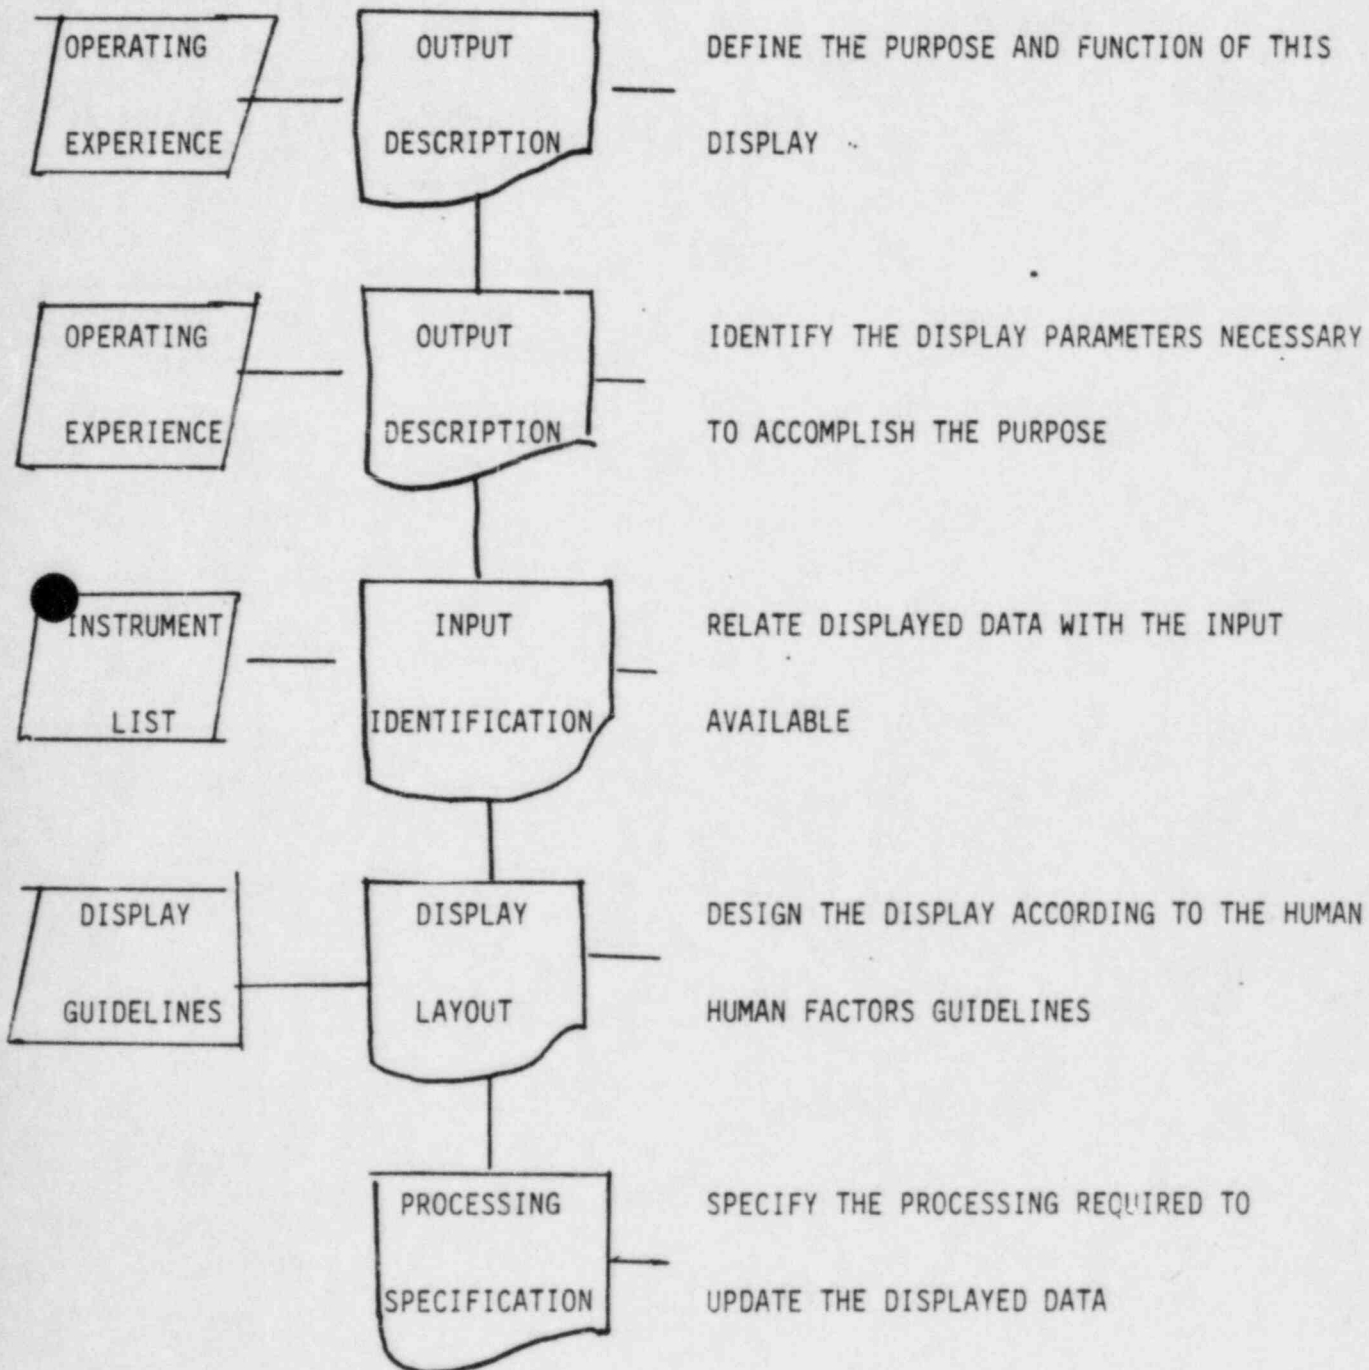 OPERATING OUTPUT DEFINE THE PURPOSE AND FUNCTION OF THIS
EXPERIENCE DESCRIPTION DISPLAY
OPERATING OUTPUT IDENTIFY THE DISPLAY PARAMETERS NECESSARY
EXPERIENCE DESCRIPTION TO ACCOMPLISH THE PURPOSE
INSTRUMENT INPUT RELATE DISPLAYED DATA WITH THE INPUT
LIST IDENTIFICATION AVAILABLE
DISPLAY DISPLAY DESIGN THE DISPLAY ACCORDING TO THE HUMAN
GUIDELINES LAYOUT HUMAN FACTORS GUIDELINES
PROCESSING SPECIFY THE PROCESSING REQUIRED TO
SPECIFICATION UPDATE THE DISPLAYED DATA